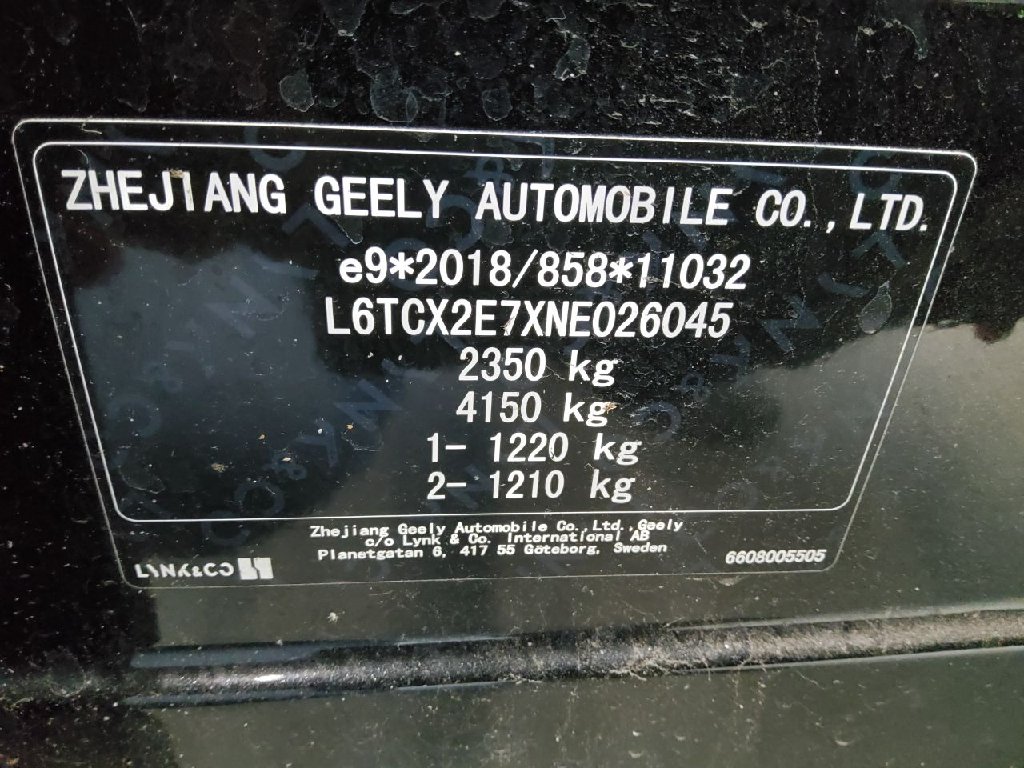 ZHEJIANG GEELY AUTOMOBILE CO.,LTD.
e9*2018/858*11032
L6TCX2E7XNE026045
2350 kg
4150 kg
1- 1220 kg
2- 1210 kg
Zhejiang Geely Automobile Co.,Ltd.,Geely
c/o Lynk & Co. International AB
Planetgatan 6, 417 55 Göteborg, Sweden
LYNK&CO
6608005505